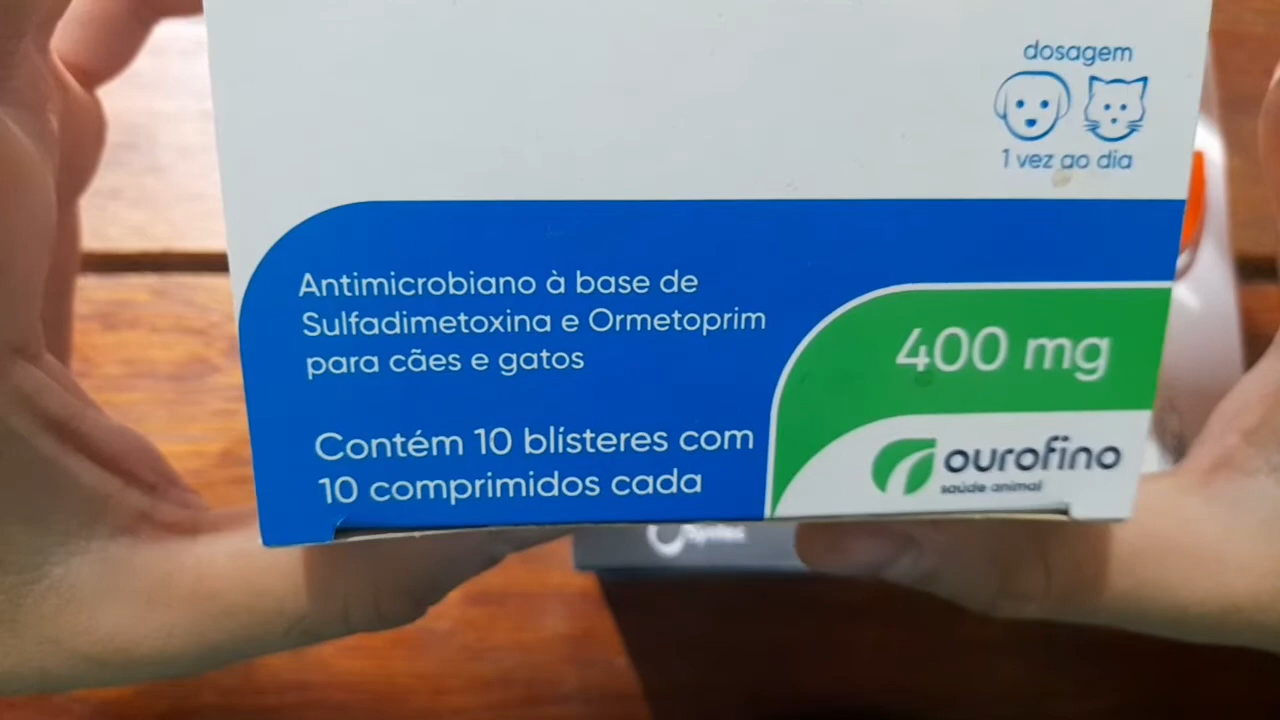 dosagem
1 vez ao dia
Antimicrobiano à base de
Sulfadimetoxina e Ormetoprim
para cães e gatos
400 mg
Contém 10 blísteres com
10 comprimidos cada
ourofino
saúde animal